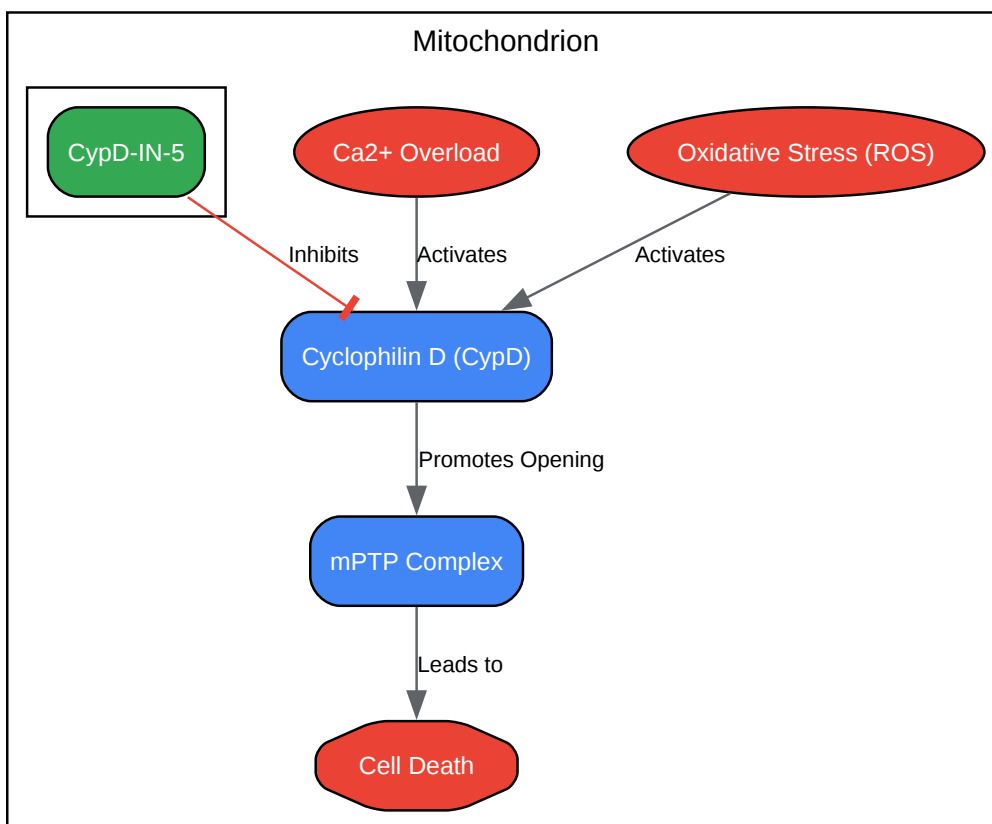 Mitochondrion
CypD-IN-5
Ca2+ Overload
Oxidative Stress (ROS)
Inhibits
Activates
Activates
Cyclophilin D (CypD)
Promotes Opening
mPTP Complex
Leads to
Cell Death